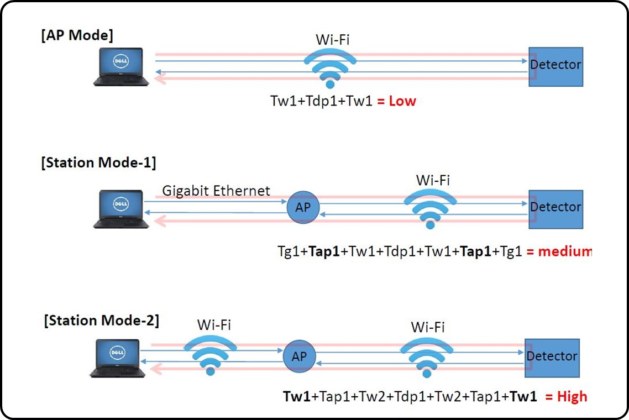 [AP Mode]
Wi-Fi
DELL
Detector
Tw1+Tdp1+Tw1 = Low
[Station Mode-1]
Gigabit Ethernet
Wi-Fi
DELL
AP
Detector
Tg1+Tap1+Tw1+Tdp1+Tw1+Tap1+Tg1 = medium
[Station Mode-2]
Wi-Fi
Wi-Fi
DELL
AP
Detector
Tw1+Tap1+Tw2+Tdp1+Tw2+Tap1+Tw1 = High